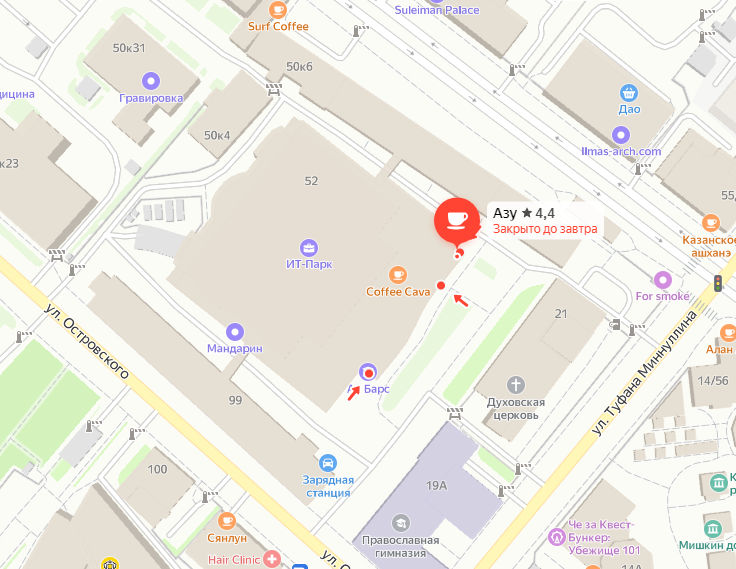 Suleiman Palace
Surf Coffee
50к31
50к6
Гравировка
дицина
Дао
50к4
Ilmas-arch.com
к23
52
55
Азу ★ 4,4
Закрыто до завтра
Казанское
ашханэ
ИТ-Парк
Coffee Cava
For smoke
ул. Островского
21
Мандарин
Алан
ул. Туфана Миннуллина
Барс
14/56
99
Духовская
церковь
100
Зарядная
станция
19А
Сянлун
Православная
гимназия
Че за Квест-
Бункер:
Убежище 101
Мишкин до
Hair Clinic
ул. О
14А